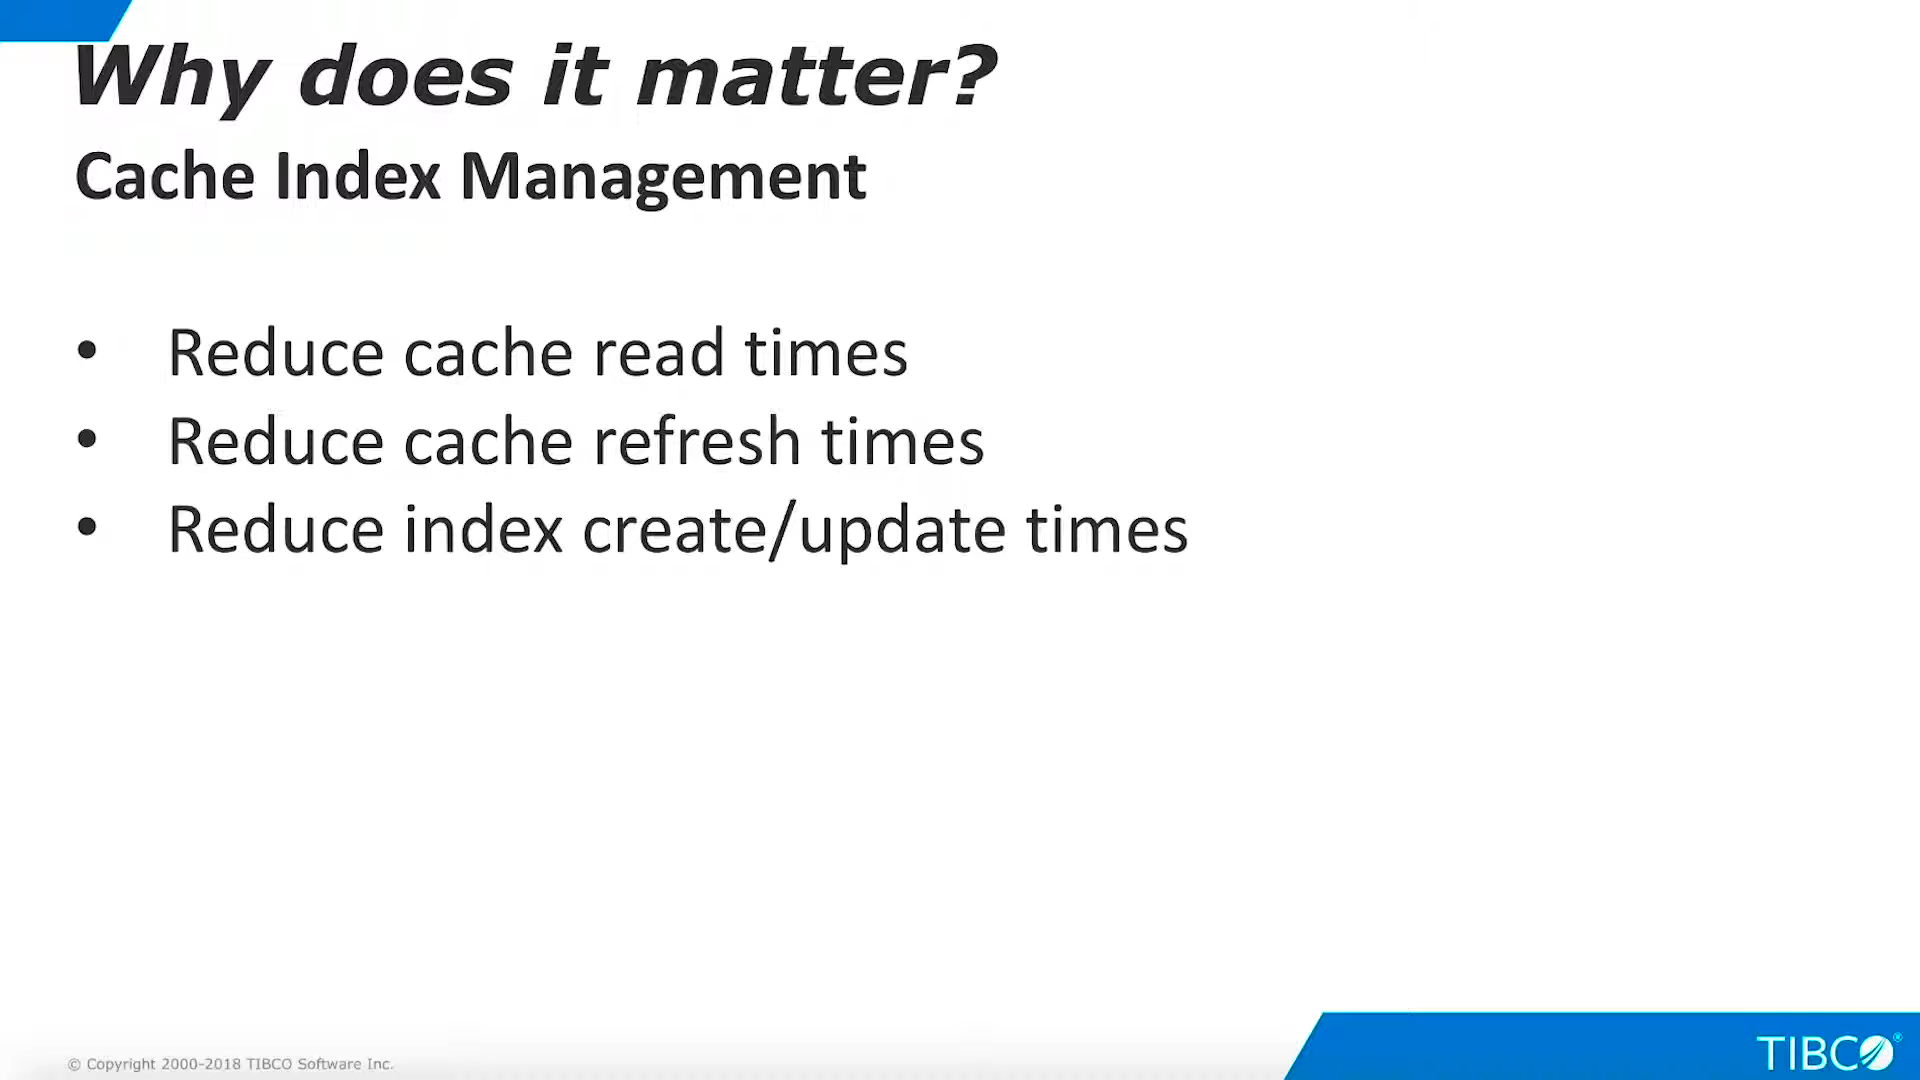 Why does it matter?
Cache Index Management
• Reduce cache read times
• Reduce cache refresh times
• Reduce index create/update times
© Copyright 2000-2018 TIBCO Software Inc.
TIBCO®